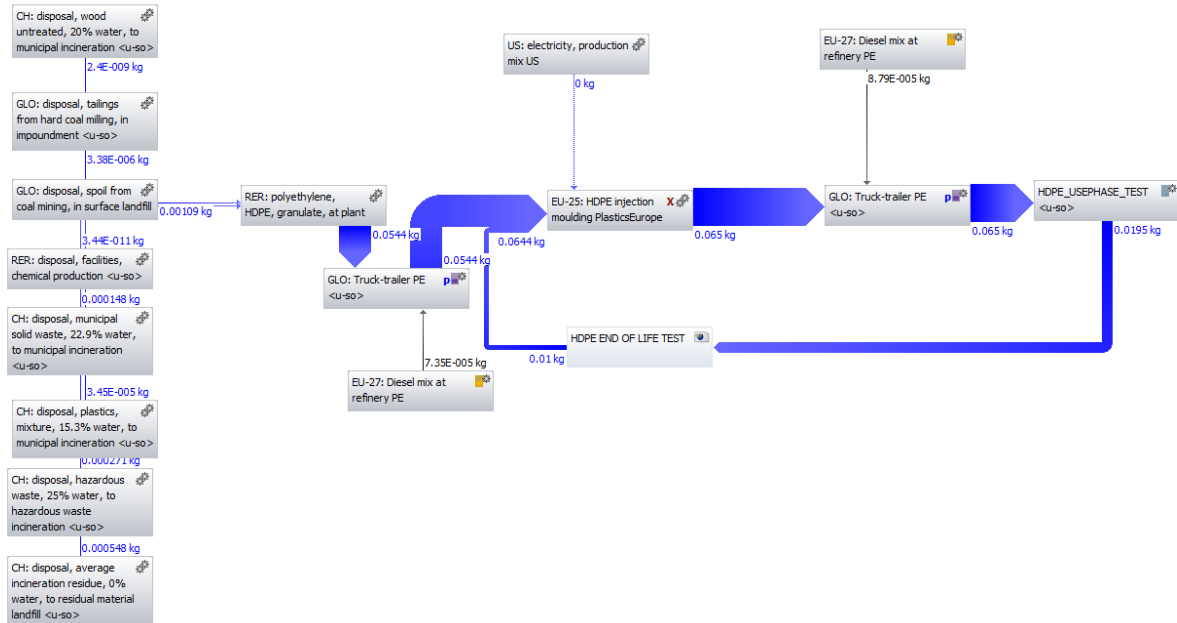 CH: disposal, wood
untreated, 20% water, to
municipal incineration <u-so>
2.4E-009 kg
GLO: disposal, tailings
from hard coal milling, in
impoundment <u-so>
3.38E-006 kg
GLO: disposal, spoil from
coal mining, in surface landfill
0.00109 kg
3.44E-011 kg
RER: disposal, facilities,
chemical production <u-so>
0.000148 kg
CH: disposal, municipal
solid waste, 22.9% water,
to municipal incineration
<u-so>
3.45E-005 kg
CH: disposal, plastics,
mixture, 15.3% water, to
municipal incineration <u-so>
0.000271 kg
CH: disposal, hazardous
waste, 25% water, to
hazardous waste
incineration <u-so>
0.000548 kg
CH: disposal, average
incineration residue, 0%
water, to residual material
landfill <u-so>
RER: polyethylene,
HDPE, granulate, at plant
0.0544 kg
GLO: Truck-trailer PE p
<u-so>
0.0544 kg
7.35E-005 kg
EU-27: Diesel mix at
refinery PE
US: electricity, production
mix US
0 kg
EU-25: HDPE injection X
moulding PlasticsEurope
0.0644 kg
0.065 kg
EU-27: Diesel mix at
refinery PE
8.79E-005 kg
GLO: Truck-trailer PE p
<u-so>
0.065 kg
HDPE_USEPHASE_TEST
<u-so>
0.0195 kg
HDPE END OF LIFE TEST
0.01 kg